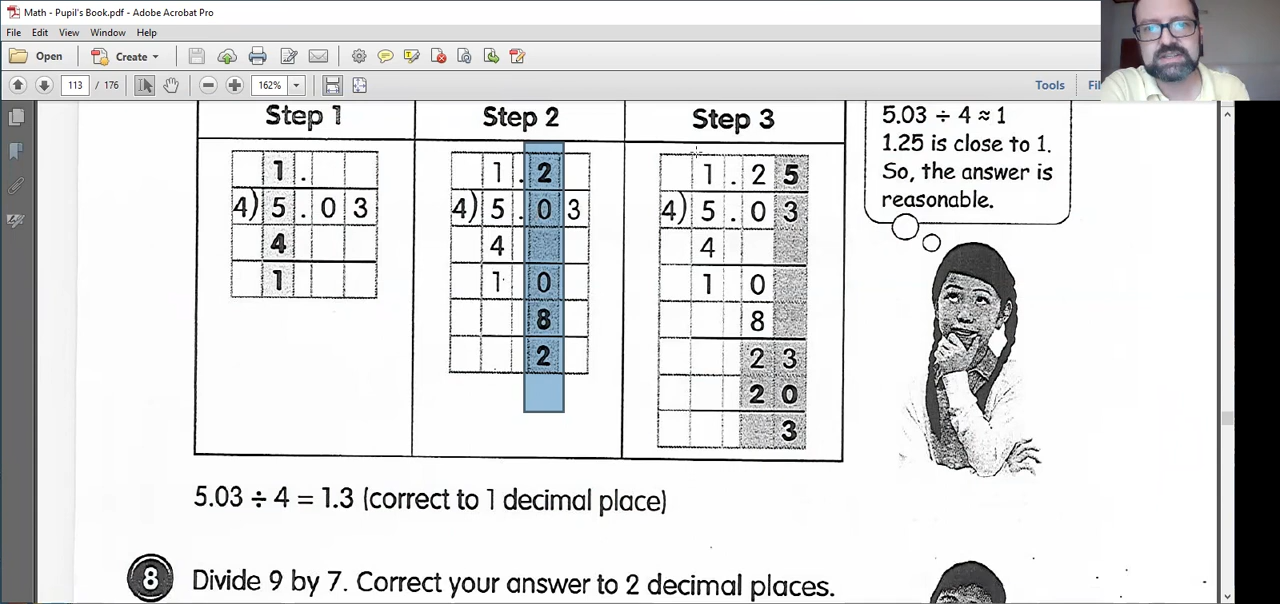 Math - Pupil's Book.pdf - Adobe Acrobat Pro
File Edit View Window Help
Open Create
113 / 176 162% Tools Fil
Step 1 Step 2 Step 3
1 .
4) 5 . 0 3
4
1
1 . 2
4) 5 . 0 3
4
1 0
8
2
1 . 2 5
4) 5 . 0 3
4
1 0
8
2 3
2 0
3
5.03 ÷ 4 ≈ 1
1.25 is close to 1.
So, the answer is
reasonable.
5.03 ÷ 4 = 1.3 (correct to 1 decimal place)
8 Divide 9 by 7. Correct your answer to 2 decimal places.